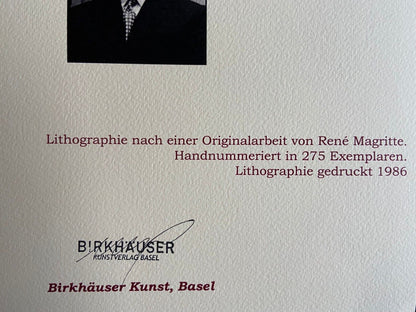 Lithographie nach einer Originalarbeit von René Magritte.
Handnummeriert in 275 Exemplaren.
Lithographie gedruckt 1986
BIRKHÄUSER
KUNSTVERLAG BASEL
Birkhäuser Kunst, Basel